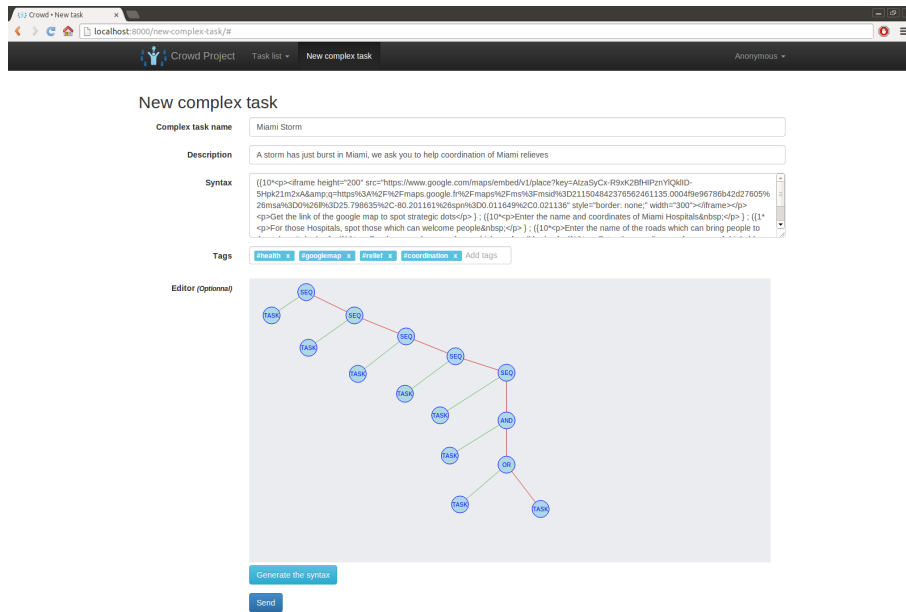 Crowd • New task
localhost:8000/new-complex-task/#
Crowd Project Task list New complex task Anonymous
New complex task
Complex task name Miami Storm
Description A storm has just burst in Miami, we ask you to help coordination of Miami relieves
Syntax
({10*<p><iframe height="200" src="https://www.google.com/maps/embed/v1/place?key=AIzaSyCx-R9xK2BfHIPznYlQklID-
5Hpk21m2xA&amp;q=https%3A%2F%2Fmaps.google.fr%2Fmaps%2Fms%3Fmsid%3D211504842376562461135.0004f9e96786b42d27605%
26msa%3D0%26ll%3D25.798635%2C-80.201161%26spn%3D0.011649%2C0.021136" style="border: none;" width="300"></iframe></p>
<p>Get the link of the google map to spot strategic dots</p> } ; ({10*<p>Enter the name and coordinates of Miami Hospitals&nbsp;</p> } ; ({1*
<p>For those Hospitals, spot those which can welcome people&nbsp;</p> } ; ({10*<p>Enter the name of the roads which can bring people to
Tags #health x #googlemap x #relief x #coordination x Add tags
Editor (Optionnal)
SEQ
TASK SEQ
SEQ
TASK
SEQ
TASK SEQ
TASK
TASK AND
TASK OR
TASK TASK
Generate the syntax
Send